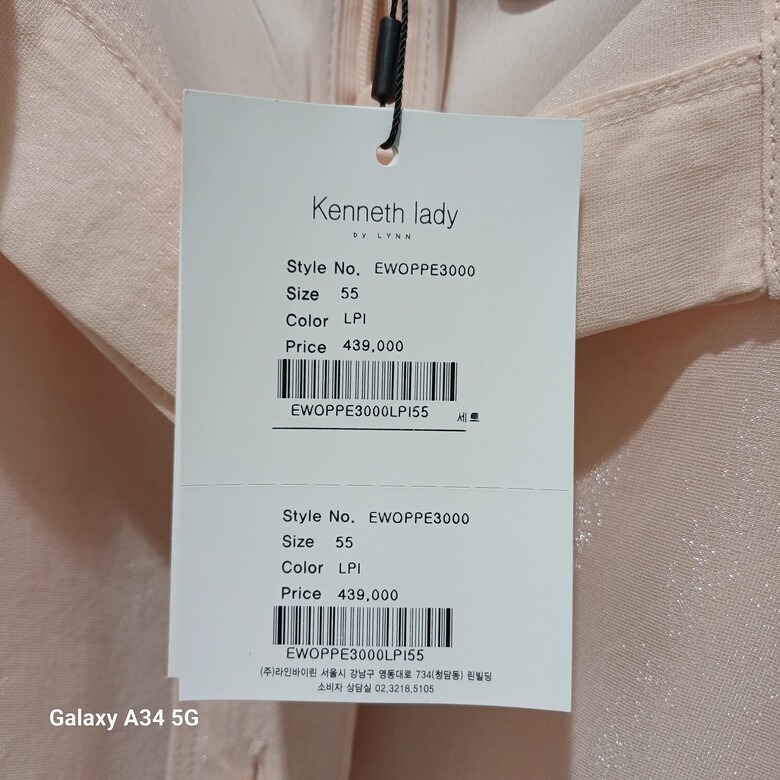 Kenneth lady
by LYNN
Style No. EWOPPE3000
Size 55
Color LPI
Price 439,000
EWOPPE3000LPI55 세트
Style No. EWOPPE3000
Size 55
Color LPI
Price 439,000
EWOPPE3000LPI55
(주)라인바이린 서울시 강남구 영동대로 734(청담동) 린빌딩
소비자 상담실 02.3218.5105
Galaxy A34 5G